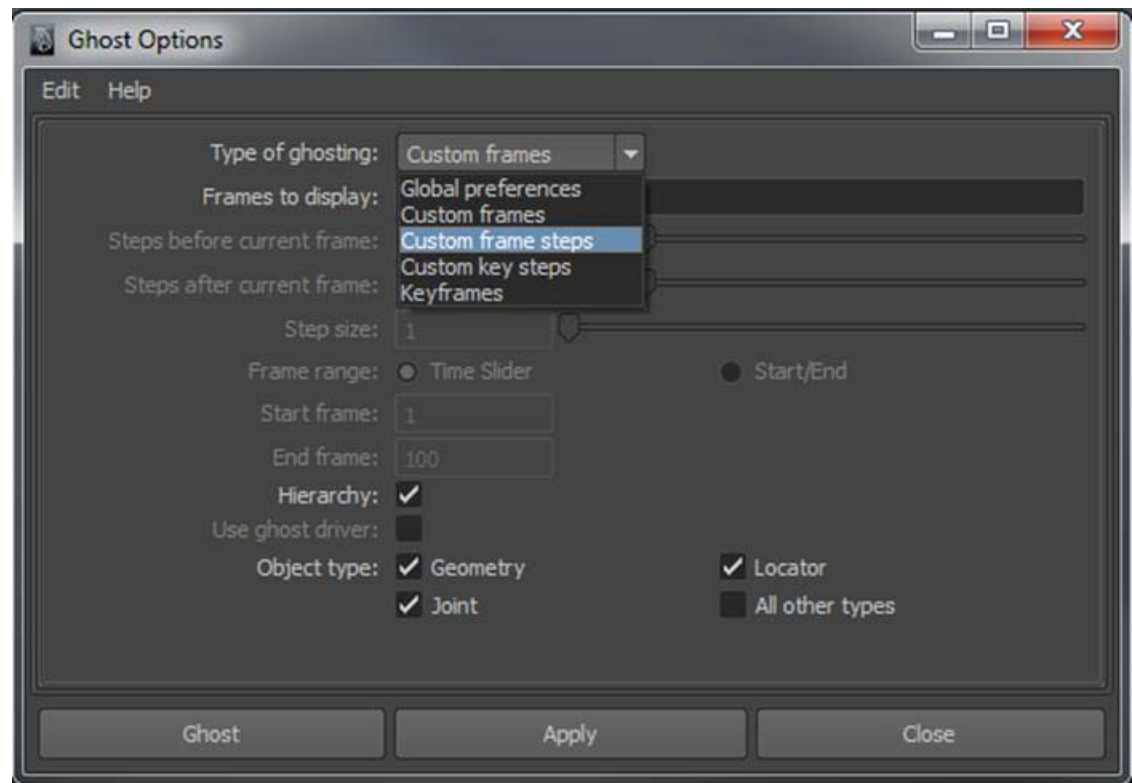 Ghost Options
Edit Help
Type of ghosting: Custom frames
Global preferences
Frames to display:
Custom frames
Steps before current frame: Custom frame steps
Custom key steps
Steps after current frame:
Keyframes
Step size: 1
Frame range: Time Slider Start/End
Start frame: 1
End frame: 100
Hierarchy:
Use ghost driver:
Object type: Geometry Locator
Joint All other types
Ghost Apply Close